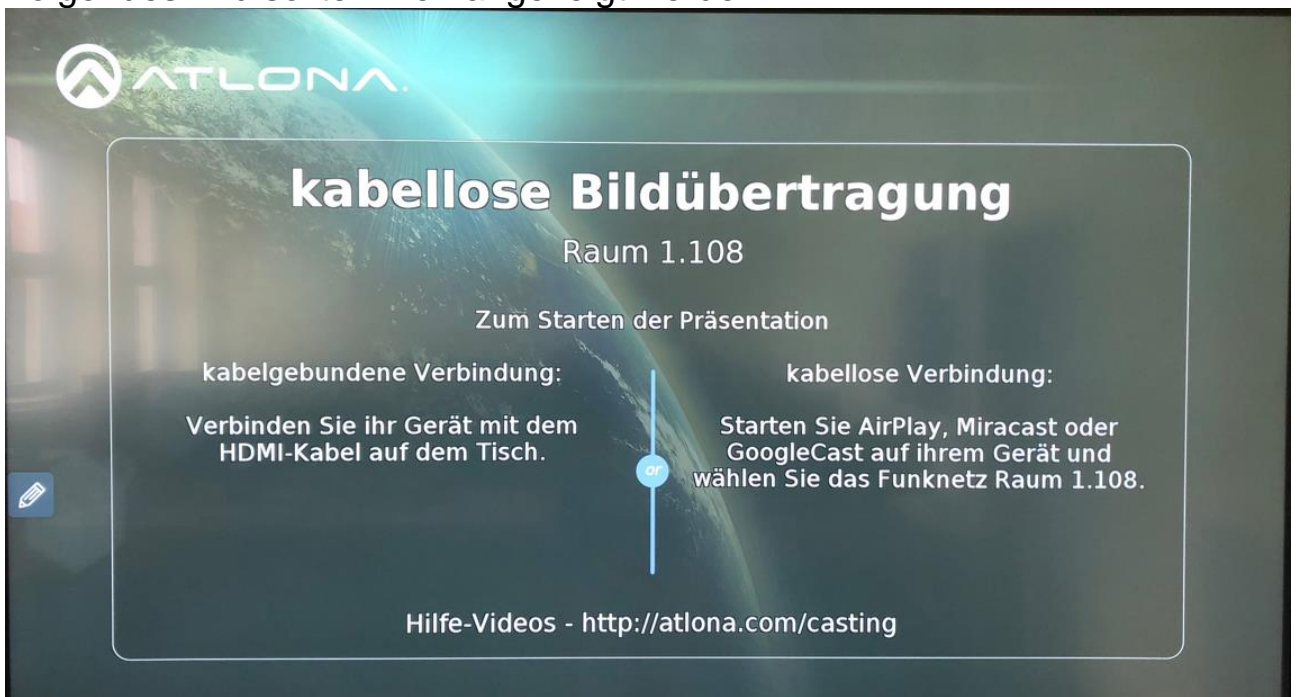 ATLONA.
kabellose Bildübertragung
Raum 1.108
Zum Starten der Präsentation
kabelgebundene Verbindung:
Verbinden Sie ihr Gerät mit dem
HDMI-Kabel auf dem Tisch.
or
kabellose Verbindung:
Starten Sie AirPlay, Miracast oder
GoogleCast auf ihrem Gerät und
wählen Sie das Funknetz Raum 1.108.
Hilfe-Videos - http://atlona.com/casting